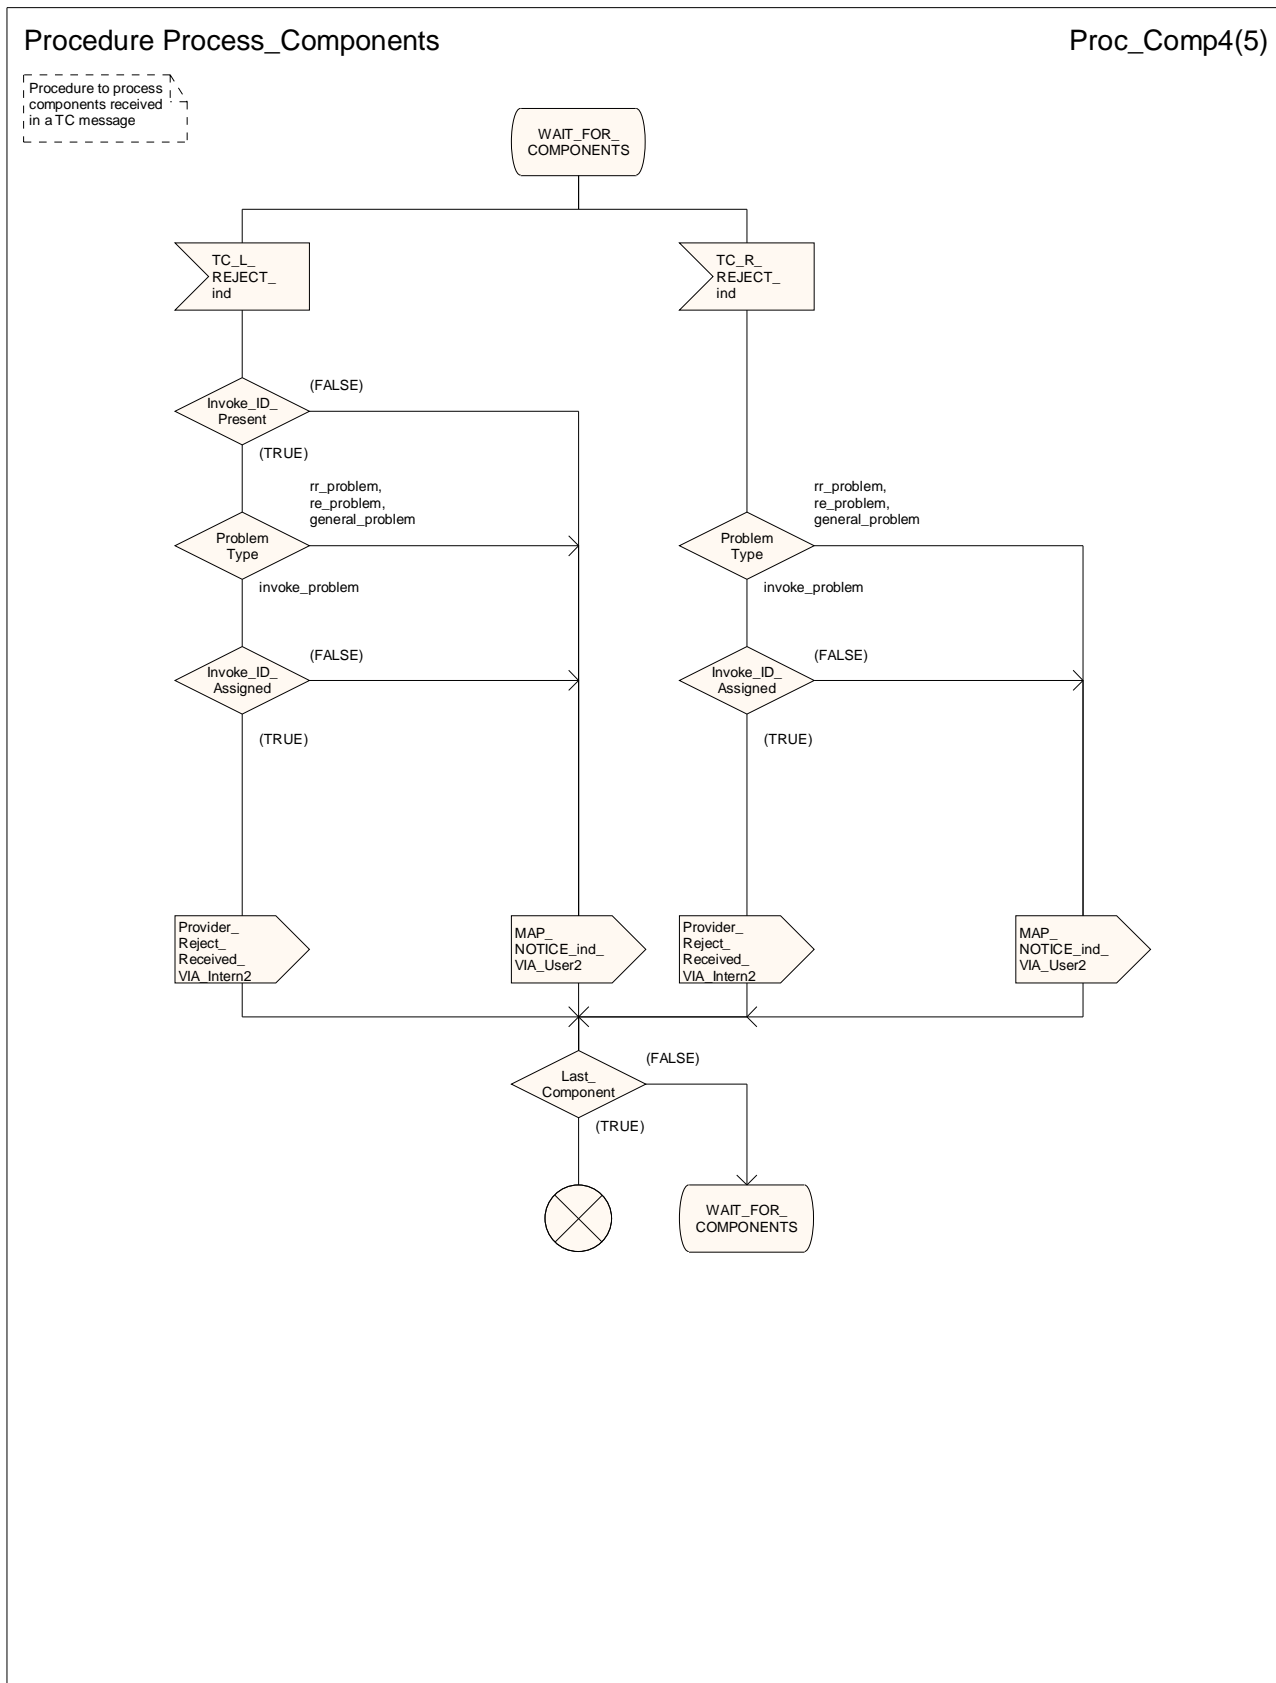 Procedure Process_Components
Proc_Comp4(5)
Procedure to process
components received
in a TC message
WAIT_FOR_
COMPONENTS
TC_L_
REJECT_
ind
TC_R_
REJECT_
ind
(FALSE)
Invoke_ID_
Present
(TRUE)
rr_problem,
re_problem,
general_problem
Problem
Type
invoke_problem
rr_problem,
re_problem,
general_problem
Problem
Type
invoke_problem
(FALSE)
Invoke_ID_
Assigned
(TRUE)
(FALSE)
Invoke_ID_
Assigned
(TRUE)
Provider_
Reject_
Received_
VIA_Intern2
MAP_
NOTICE_ind_
VIA_User2
Provider_
Reject_
Received_
VIA_Intern2
MAP_
NOTICE_ind_
VIA_User2
(FALSE)
Last_
Component
(TRUE)
WAIT_FOR_
COMPONENTS